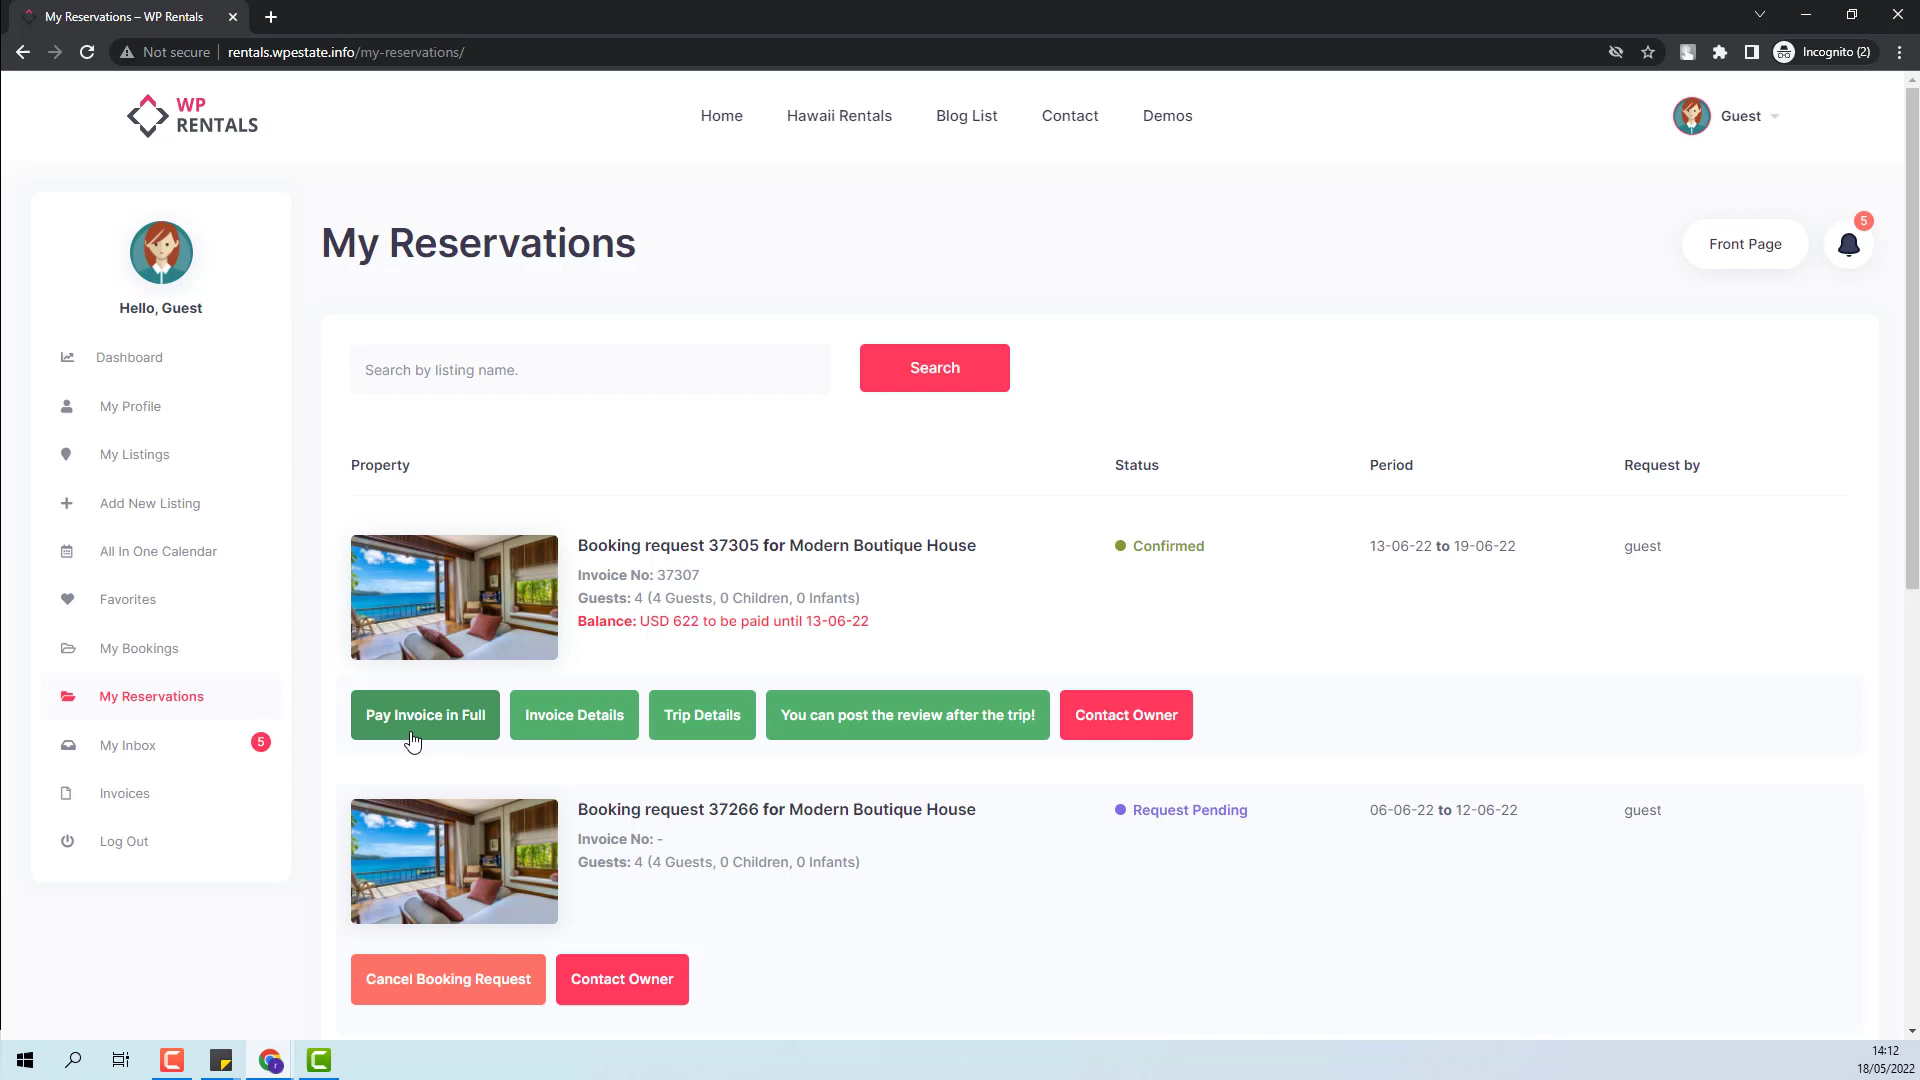 My Reservations – WP Rentals
Not secure
rentals.wpestate.info/my-reservations/
Incognito (2)
WP
RENTALS
Home
Hawaii Rentals
Blog List
Contact
Demos
Guest
My Reservations
Front Page
5
Hello, Guest
Dashboard
My Profile
My Listings
Add New Listing
All In One Calendar
Favorites
My Bookings
My Reservations
My Inbox
5
Invoices
Log Out
Search by listing name.
Search
Property
Status
Period
Request by
Booking request 37305 for Modern Boutique House
Invoice No: 37307
Guests: 4 (4 Guests, 0 Children, 0 Infants)
Balance: USD 622 to be paid until 13-06-22
Confirmed
13-06-22 to 19-06-22
guest
Pay Invoice in Full
Invoice Details
Trip Details
You can post the review after the trip!
Contact Owner
Booking request 37266 for Modern Boutique House
Invoice No: -
Guests: 4 (4 Guests, 0 Children, 0 Infants)
Request Pending
06-06-22 to 12-06-22
guest
Cancel Booking Request
Contact Owner
14:12
18/05/2022